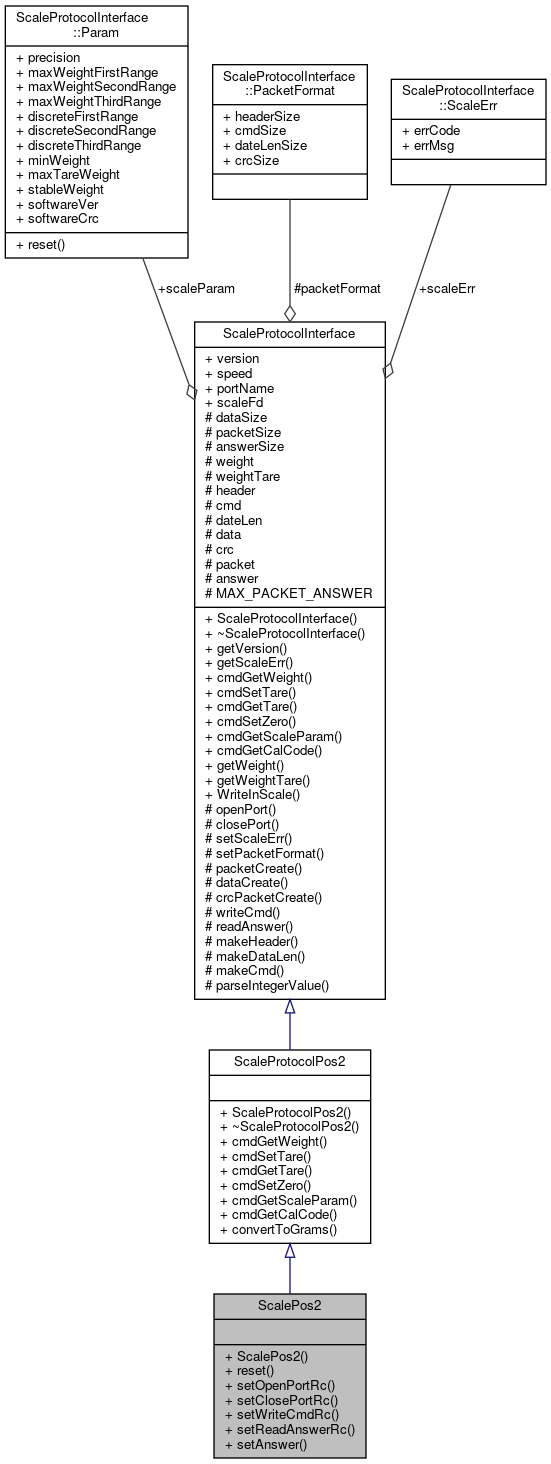 ScaleProtocolInterface
::Param
+ precision
+ maxWeightFirstRange
+ maxWeightSecondRange
+ maxWeightThirdRange
+ discreteFirstRange
+ discreteSecondRange
+ discreteThirdRange
+ minWeight
+ maxTareWeight
+ stableWeight
+ softwareVer
+ softwareCrc
+ reset()
ScaleProtocolInterface
::PacketFormat
+ headerSize
+ cmdSize
+ dateLenSize
+ crcSize
ScaleProtocolInterface
::ScaleErr
+ errCode
+ errMsg
+scaleParam
#packetFormat
+scaleErr
ScaleProtocolInterface
+ version
+ speed
+ portName
+ scaleFd
# dataSize
# packetSize
# answerSize
# weight
# weightTare
# header
# cmd
# dateLen
# data
# crc
# packet
# answer
# MAX_PACKET_ANSWER
+ ScaleProtocolInterface()
+ ~ScaleProtocolInterface()
+ getVersion()
+ getScaleErr()
+ cmdGetWeight()
+ cmdSetTare()
+ cmdGetTare()
+ cmdSetZero()
+ cmdGetScaleParam()
+ cmdGetCalCode()
+ getWeight()
+ getWeightTare()
+ WriteInScale()
# openPort()
# closePort()
# setScaleErr()
# setPacketFormat()
# packetCreate()
# dataCreate()
# crcPacketCreate()
# writeCmd()
# readAnswer()
# makeHeader()
# makeDataLen()
# makeCmd()
# parseIntegerValue()
ScaleProtocolPos2
+ ScaleProtocolPos2()
+ ~ScaleProtocolPos2()
+ cmdGetWeight()
+ cmdSetTare()
+ cmdGetTare()
+ cmdSetZero()
+ cmdGetScaleParam()
+ cmdGetCalCode()
+ convertToGrams()
ScalePos2
+ ScalePos2()
+ reset()
+ setOpenPortRc()
+ setClosePortRc()
+ setWriteCmdRc()
+ setReadAnswerRc()
+ setAnswer()